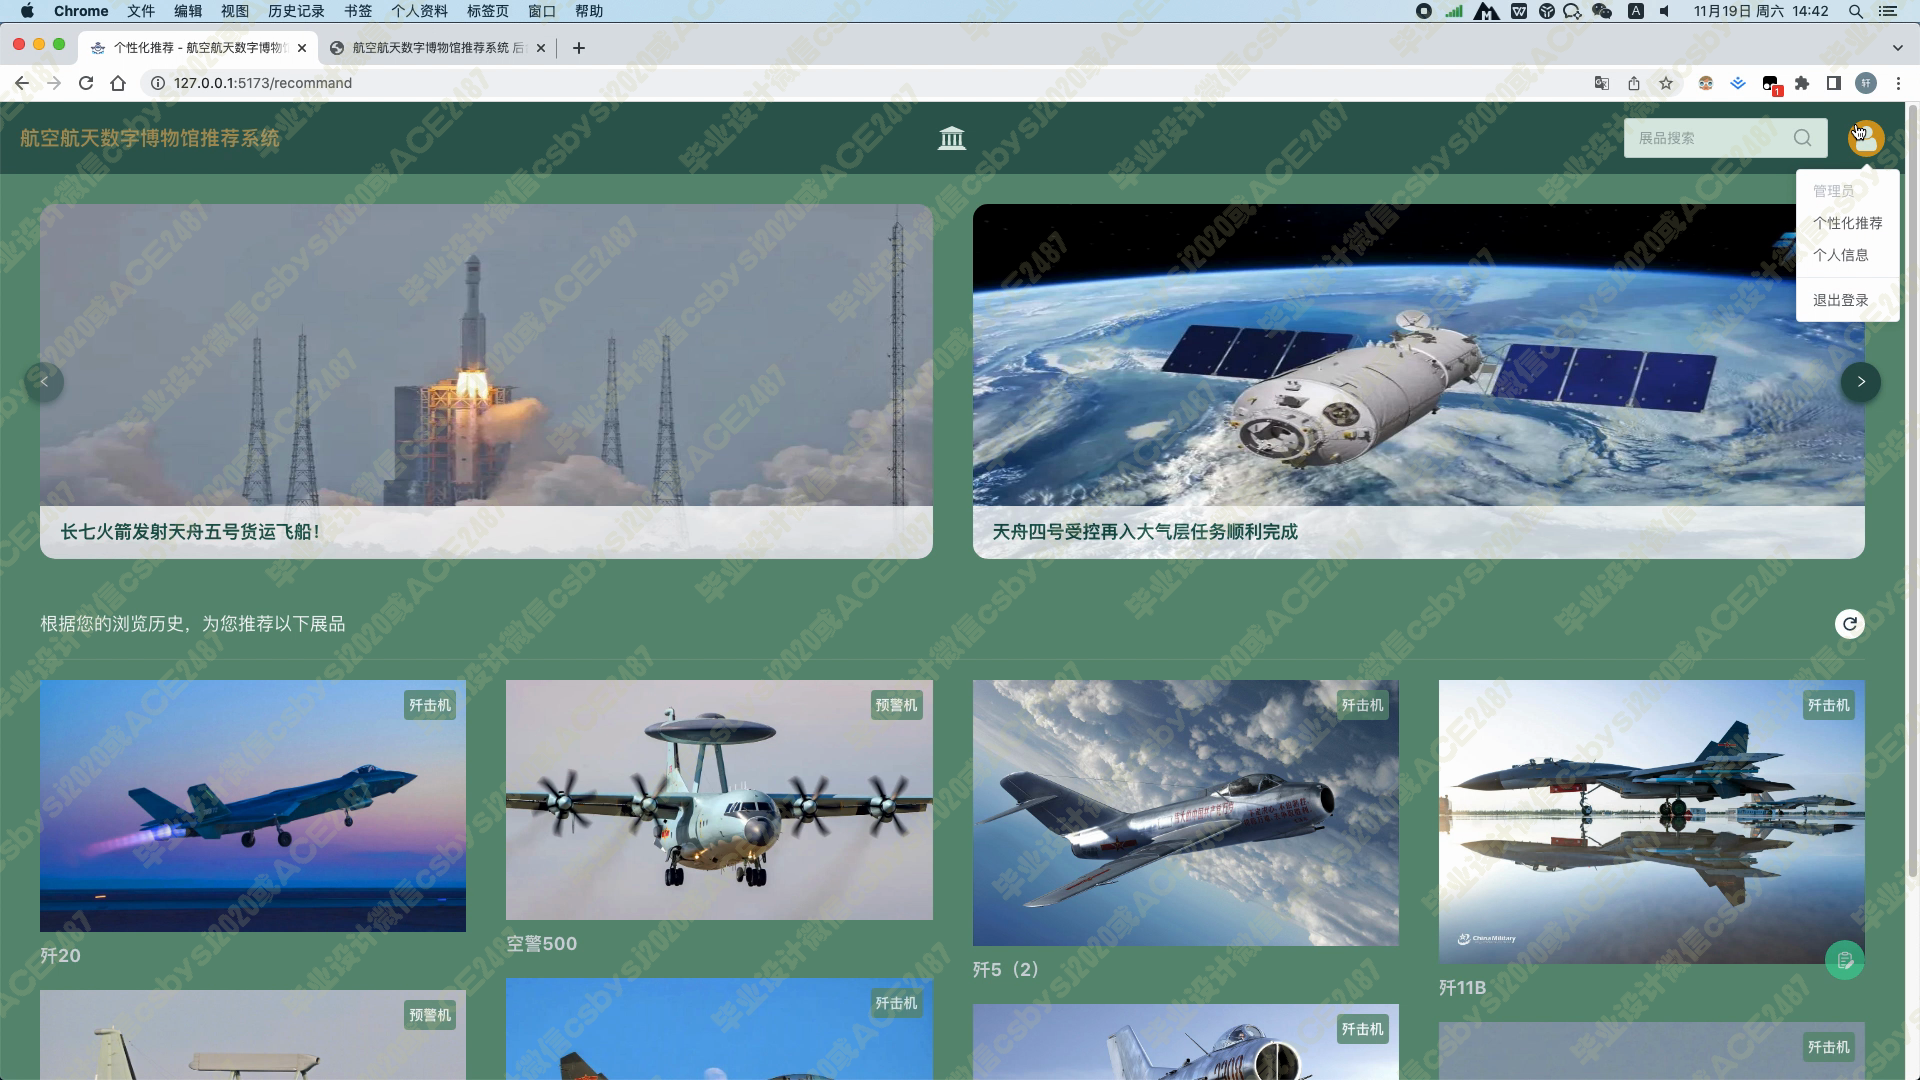 Chrome 文件 编辑 视图 历史记录 书签 个人资料 标签页 窗口 帮助
A 11月19日 周六 14:42
个性化推荐 - 航空航天数字博物馆
航空航天数字博物馆推荐系统 后
127.0.0.1:5173/recommand
1
轩
航空航天数字博物馆推荐系统
展品搜索
管理员
个性化推荐
个人信息
退出登录
长七火箭发射天舟五号货运飞船！
天舟四号受控再入大气层任务顺利完成
根据您的浏览历史，为您推荐以下展品
歼击机
预警机
歼击机
歼击机
ChinaMilitary
歼20
空警500
歼5（2）
歼11B
预警机
歼击机
歼击机
歼击机
毕业设计微信csbysj2020或ACE2487